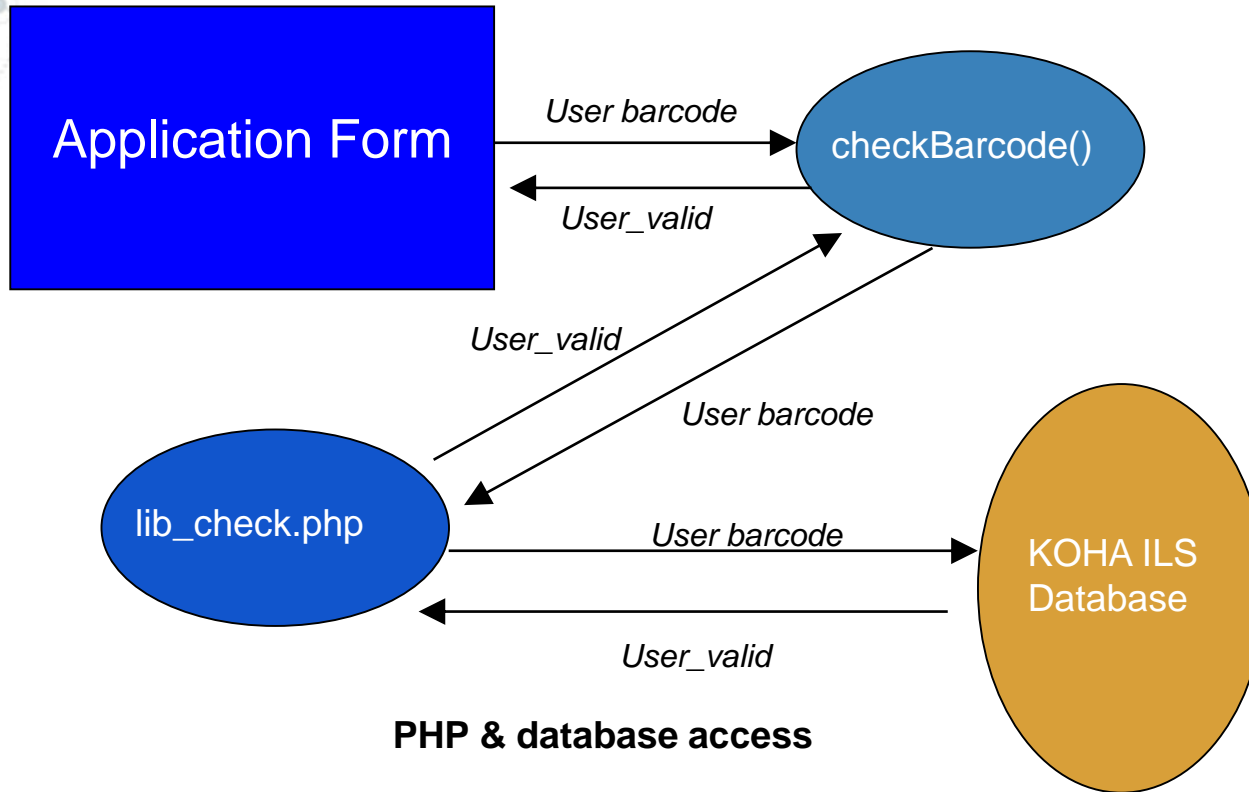 Application Form
User barcode
checkBarcode()
User_valid
User_valid
User barcode
lib_check.php
User barcode
KOHA ILS
Database
User_valid
PHP & database access